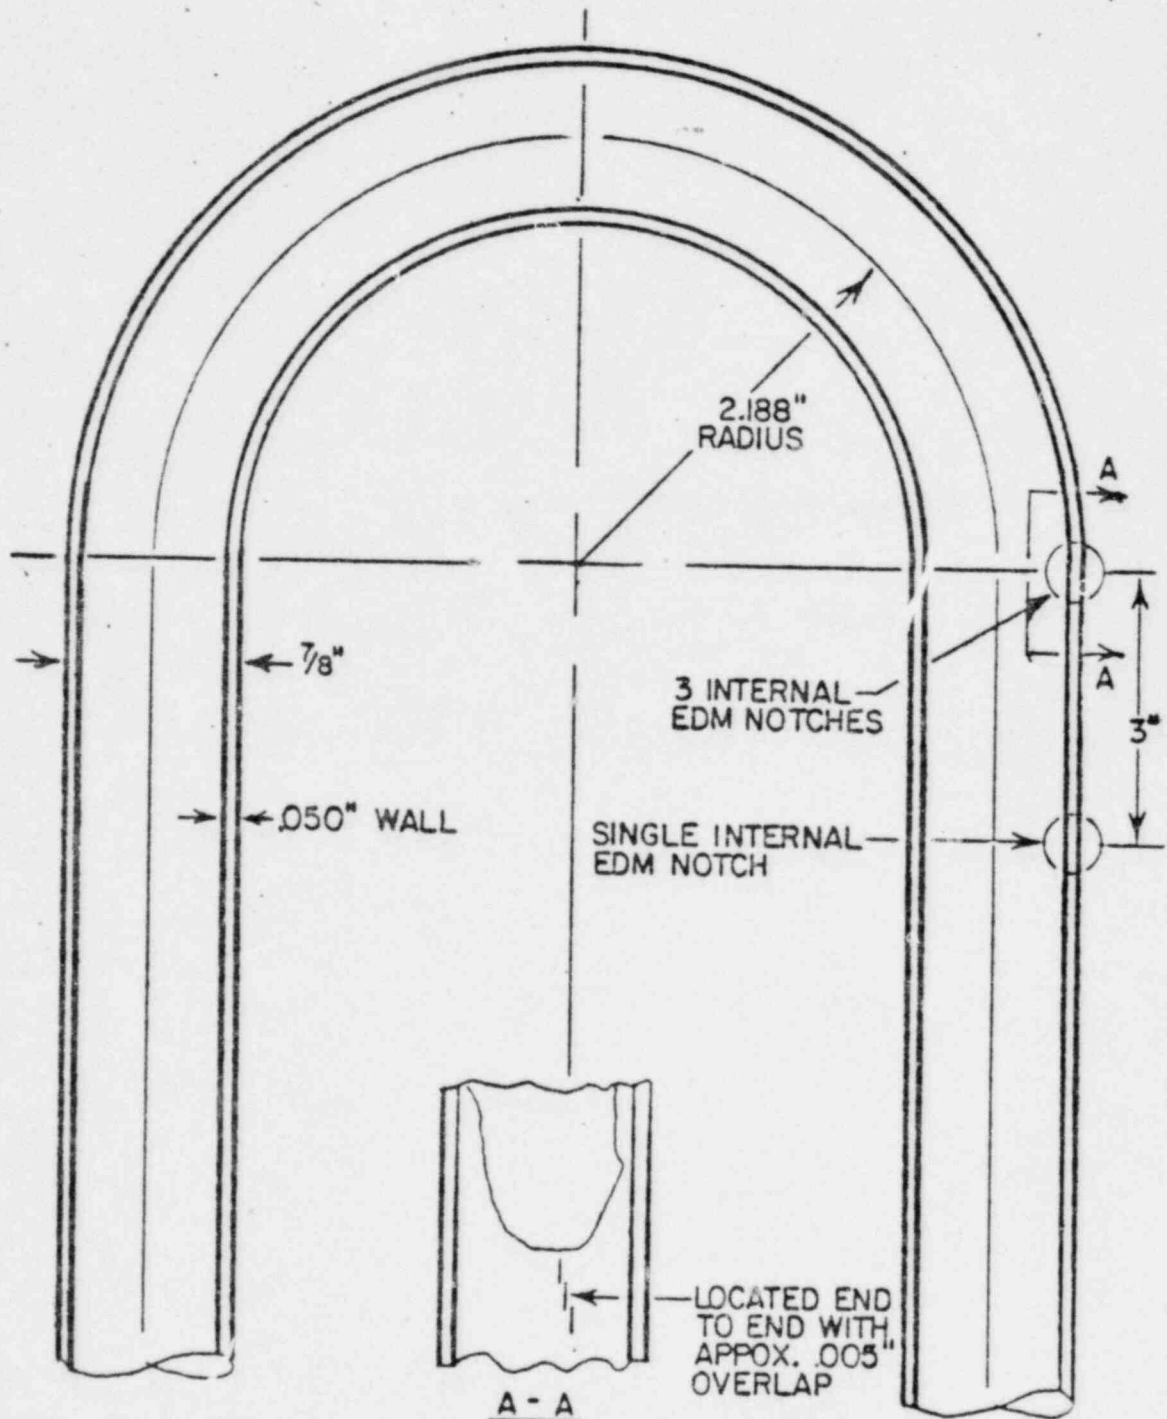 2.188"
RADIUS
A
7/8"
3 INTERNAL
EDM NOTCHES
A
3"
.050" WALL
SINGLE INTERNAL
EDM NOTCH
LOCATED END
TO END WITH
APPOX. .005"
OVERLAP
A - A